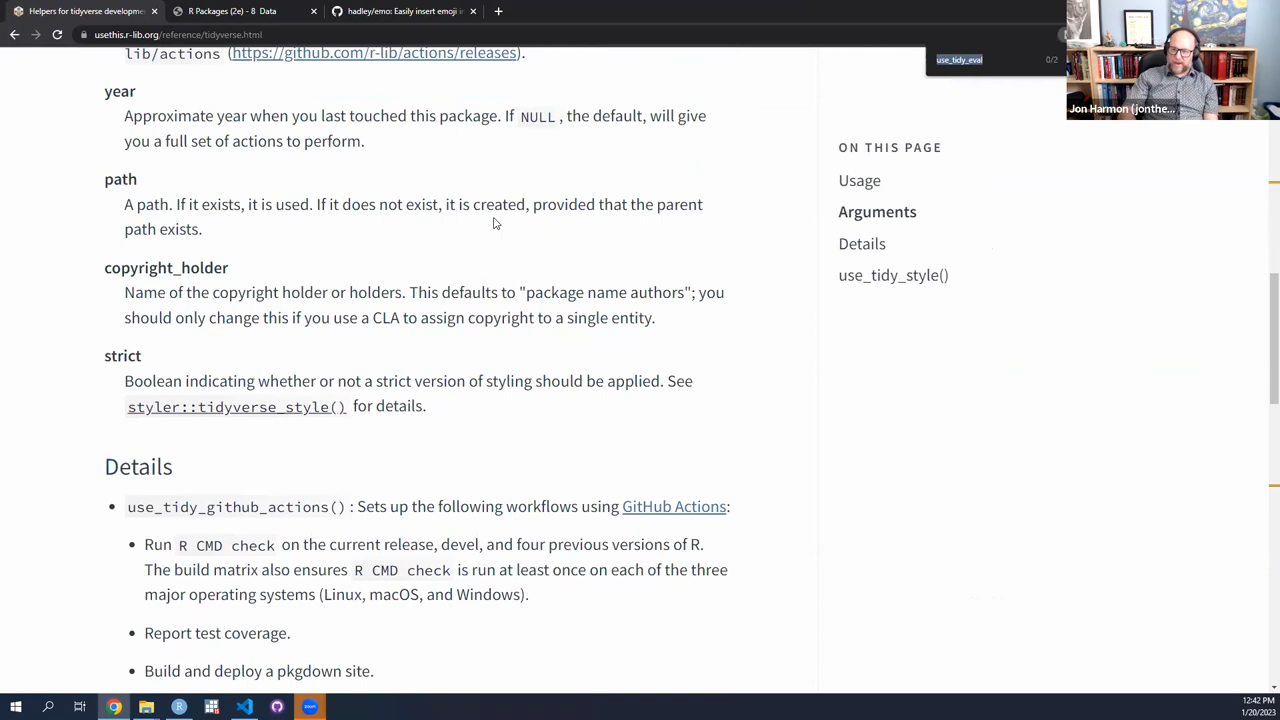 Helpers for tidyverse developme
R Packages (2e) - 8 Data
hadley/emo: Easily insert emoji i
usethis.r-lib.org/reference/tidyverse.html
use_tidy_eval
0/2
Jon Harmon (jonthe...
lib/actions (https://github.com/r-lib/actions/releases).
year
Approximate year when you last touched this package. If NULL, the default, will give
you a full set of actions to perform.
path
A path. If it exists, it is used. If it does not exist, it is created, provided that the parent
path exists.
copyright_holder
Name of the copyright holder or holders. This defaults to "package name authors"; you
should only change this if you use a CLA to assign copyright to a single entity.
strict
Boolean indicating whether or not a strict version of styling should be applied. See
styler::tidyverse_style() for details.
Details
• use_tidy_github_actions() : Sets up the following workflows using GitHub Actions:
• Run R CMD check on the current release, devel, and four previous versions of R.
The build matrix also ensures R CMD check is run at least once on each of the three
major operating systems (Linux, macOS, and Windows).
• Report test coverage.
• Build and deploy a pkgdown site.
ON THIS PAGE
Usage
Arguments
Details
use_tidy_style()
zoom
12:42 PM
1/20/2023